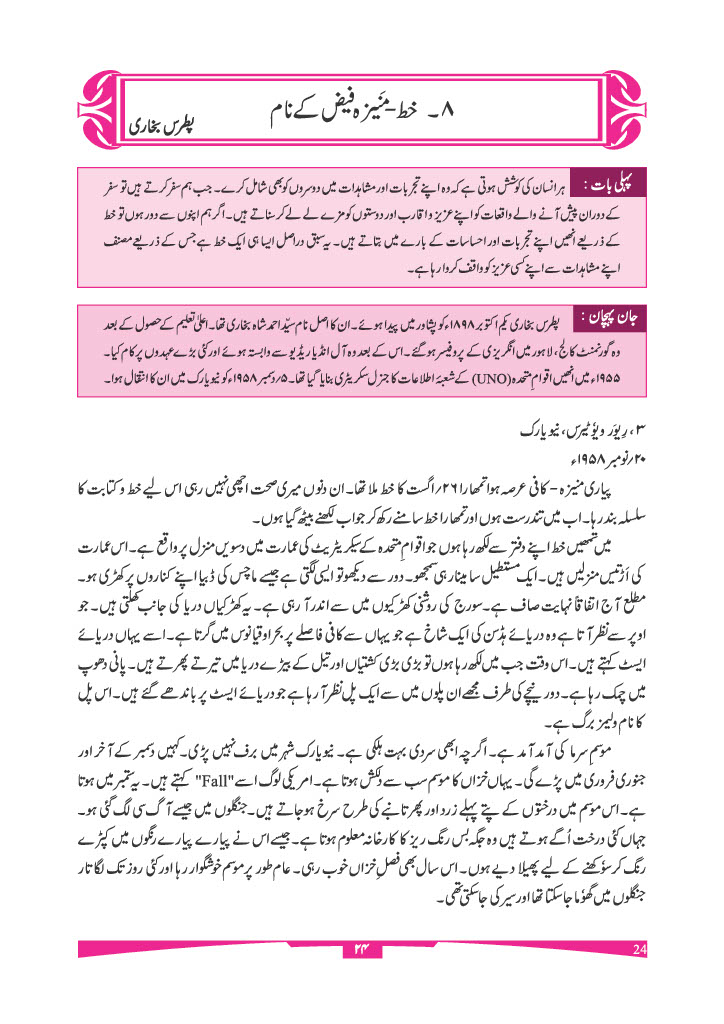 ۸ ۔ خط - مَنیزہ فیض کے نام
پطرس بخاری
پہلی بات : ہر انسان کی کوشش ہوتی ہے کہ وہ اپنے تجربات اور مشاہدات میں دوسروں کو بھی شامل کرے۔ جب ہم سفر کرتے ہیں تو سفر
کے دوران پیش آنے والے واقعات کو اپنے عزیز و اقارب اور دوستوں کو مزے لے لے کر سناتے ہیں۔ اگر ہم اپنوں سے دور ہوں تو خط
کے ذریعے انھیں اپنے تجربات اور احساسات کے بارے میں بتاتے ہیں۔ یہ سبق دراصل ایسا ہی ایک خط ہے جس کے ذریعے مصنف
اپنے مشاہدات سے اپنے کسی عزیز کو واقف کروا رہا ہے۔
جان پہچان : پطرس بخاری یکم اکتوبر ۱۸۹۸ء کو پشاور میں پیدا ہوئے۔ ان کا اصل نام سیّد احمد شاہ بخاری تھا۔ اعلیٰ تعلیم کے حصول کے بعد
وہ گورنمنٹ کالج، لاہور میں انگریزی کے پروفیسر ہو گئے۔ اس کے بعد وہ آل انڈیا ریڈیو سے وابستہ ہوئے اور کئی بڑے عہدوں پر کام کیا۔
۱۹۵۵ء میں انھیں اقوامِ متحدہ (UNO) کے شعبۂ اطلاعات کا جنرل سکریٹری بنایا گیا تھا۔ ۵؍دسمبر ۱۹۵۸ء کو نیویارک میں ان کا انتقال ہوا۔
۳، رِیوَر ویوٗ ٹیرس، نیویارک
۲۰؍نومبر ۱۹۵۸ء
پیاری منیزہ - کافی عرصہ ہوا تمھارا ۲۶؍اگست کا خط ملا تھا۔ ان دنوں میری صحت اچھی نہیں رہی اس لیے خط و کتابت کا
سلسلہ بند رہا۔ اب میں تندرست ہوں اور تمھارا خط سامنے رکھ کر جواب لکھنے بیٹھ گیا ہوں۔
میں تمھیں خط اپنے دفتر سے لکھ رہا ہوں جو اقوامِ متحدہ کے سیکریٹریٹ کی عمارت میں دسویں منزل پر واقع ہے۔ اس عمارت
کی اڑتیس منزلیں ہیں۔ ایک مستطیل سا مینار ہی سمجھو۔ دور سے دیکھو تو ایسی لگتی ہے جیسے ماچس کی ڈبیا اپنے کناروں پر کھڑی ہو۔
مطلع آج اتفاقاً نہایت صاف ہے۔ سورج کی روشنی کھڑکیوں میں سے اندر آ رہی ہے۔ یہ کھڑکیاں دریا کی جانب کھلتی ہیں۔ جو
اوپر سے نظر آتا ہے وہ دریائے ہڈسن کی ایک شاخ ہے جو یہاں سے کافی فاصلے پر بحرِ اوقیانوس میں گرتا ہے۔ اسے یہاں دریائے
ایسٹ کہتے ہیں۔ اس وقت جب میں لکھ رہا ہوں تو بڑی بڑی کشتیاں اور تیل کے بیڑے دریا میں تیرتے پھرتے ہیں۔ پانی دھوپ
میں چمک رہا ہے۔ دور نیچے کی طرف مجھے ان پلوں میں سے ایک پل نظر آ رہا ہے جو دریائے ایسٹ پر باندھے گئے ہیں۔ اس پل
کا نام ولیمز برگ ہے۔
موسمِ سرما کی آمد آمد ہے۔ اگرچہ ابھی سردی بہت ہلکی ہے۔ نیویارک شہر میں برف نہیں پڑی۔ کہیں دسمبر کے آخر اور
جنوری فروری میں پڑے گی۔ یہاں خزاں کا موسم سب سے دلکش ہوتا ہے۔ امریکی لوگ اسے "Fall" کہتے ہیں۔ یہ ستمبر میں ہوتا
ہے۔ اس موسم میں درختوں کے پتے پہلے زرد اور پھر تانبے کی طرح سرخ ہو جاتے ہیں۔ جنگلوں میں جیسے آگ سی لگ گئی ہو۔
جہاں کئی درخت اُگے ہوتے ہیں وہ جگہ بس رنگ ریز کا کارخانہ معلوم ہوتا ہے۔ جیسے اس نے پیارے پیارے رنگوں میں کپڑے
رنگ کر سوٗکھنے کے لیے پھیلا دیے ہوں۔ اس سال بھی فصلِ خزاں خوب رہی۔ عام طور پر موسم خوشگوار رہا اور کئی روز تک لگاتار
جنگلوں میں گھوٗما جا سکتا تھا اور سیر کی جا سکتی تھی۔
۲۴
24